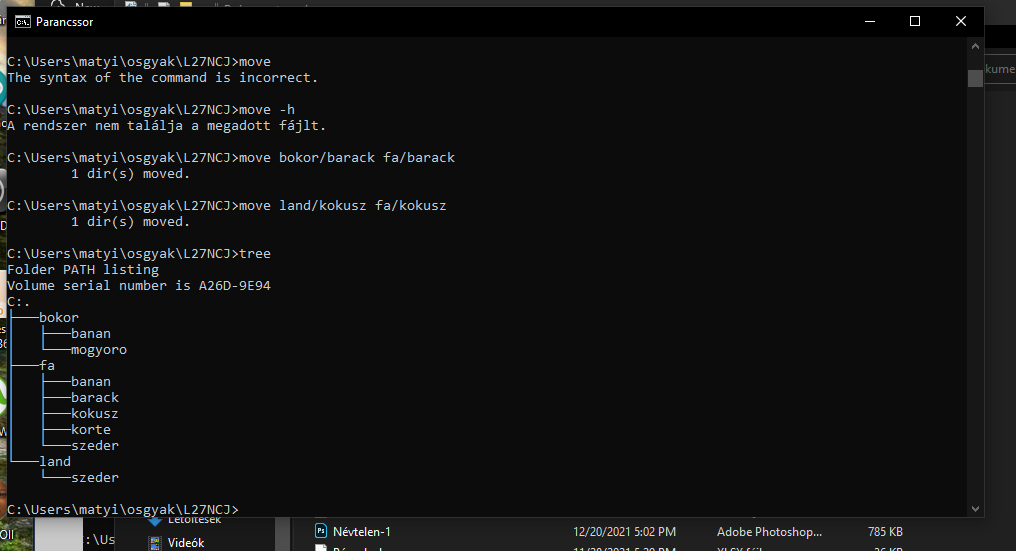 Parancssor
C:\Users\matyi\osgyak\L27NCJ>move
The syntax of the command is incorrect.
C:\Users\matyi\osgyak\L27NCJ>move -h
A rendszer nem találja a megadott fájlt.
C:\Users\matyi\osgyak\L27NCJ>move bokor/barack fa/barack
1 dir(s) moved.
C:\Users\matyi\osgyak\L27NCJ>move land/kokusz fa/kokusz
1 dir(s) moved.
C:\Users\matyi\osgyak\L27NCJ>tree
Folder PATH listing
Volume serial number is A26D-9E94
C:.
├───bokor
│   ├───banan
│   └───mogyoro
├───fa
│   ├───banan
│   ├───barack
│   ├───kokusz
│   ├───korte
│   └───szeder
└───land
    └───szeder
C:\Users\matyi\osgyak\L27NCJ>
Letöltések
Névtelen-1 12/20/2021 5:02 PM Adobe Photoshop... 785 KB
:\Us
Videók